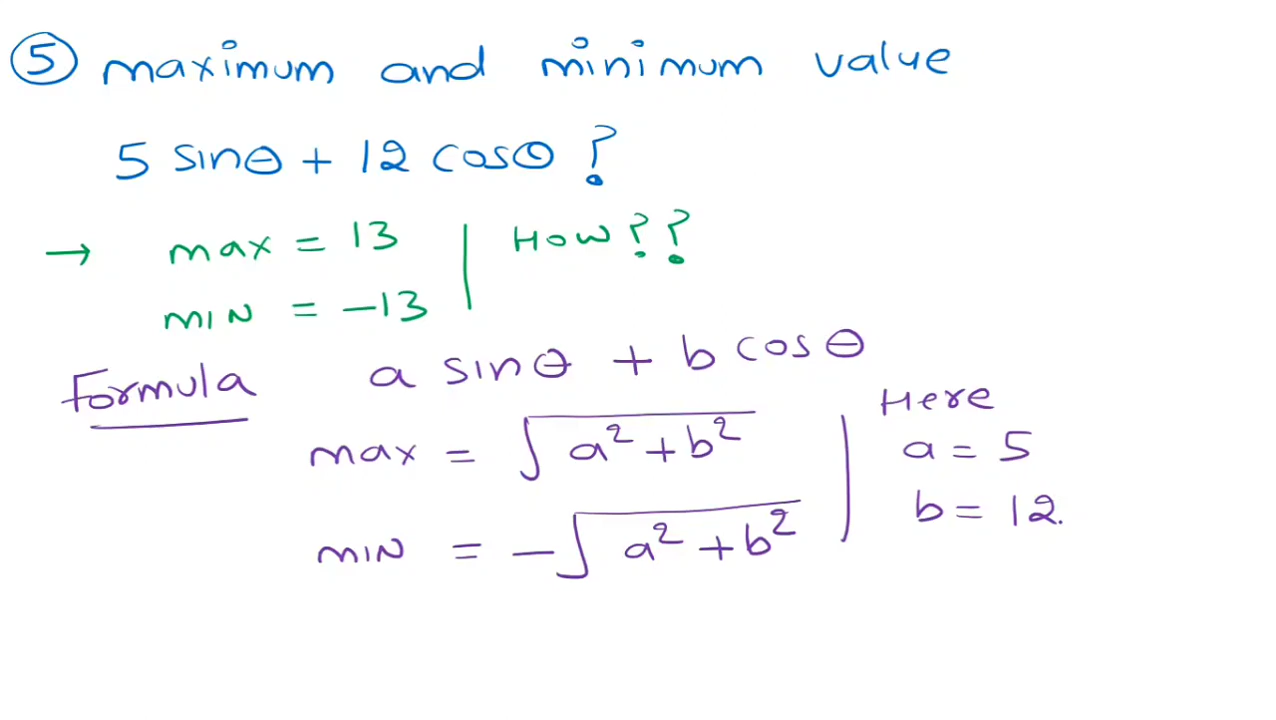 ⑤ maximum and minimum value
5 sinθ + 12 cosθ ?
→ max = 13 | How??
MIN = -13
Formula a sinθ + b cosθ
Here
max = √a²+b² | a = 5
b = 12.
MIN = -√a²+b²